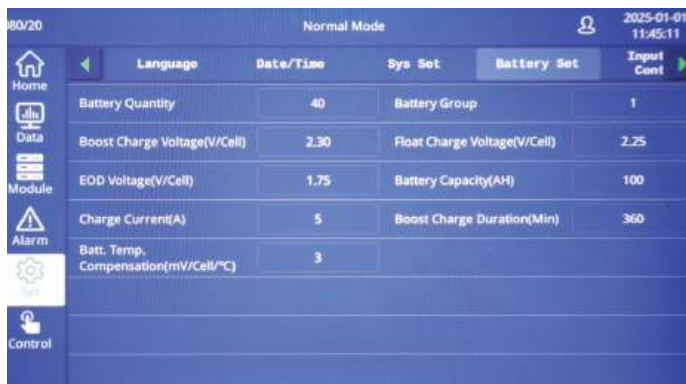 080/20 Normal Mode 2025-01-01
11:45:11
Home
Language Date/Time Sys Set Battery Set Input Cont
Battery Quantity 40 Battery Group 1
Data
Boost Charge Voltage(V/Cell) 2.30 Float Charge Voltage(V/Cell) 2.25
Module
EOD Voltage(V/Cell) 1.75 Battery Capacity(AH) 100
Alarm
Charge Current(A) 5 Boost Charge Duration(Min) 360
Set
Batt. Temp.
Compensation(mV/Cell/°C) 3
Control